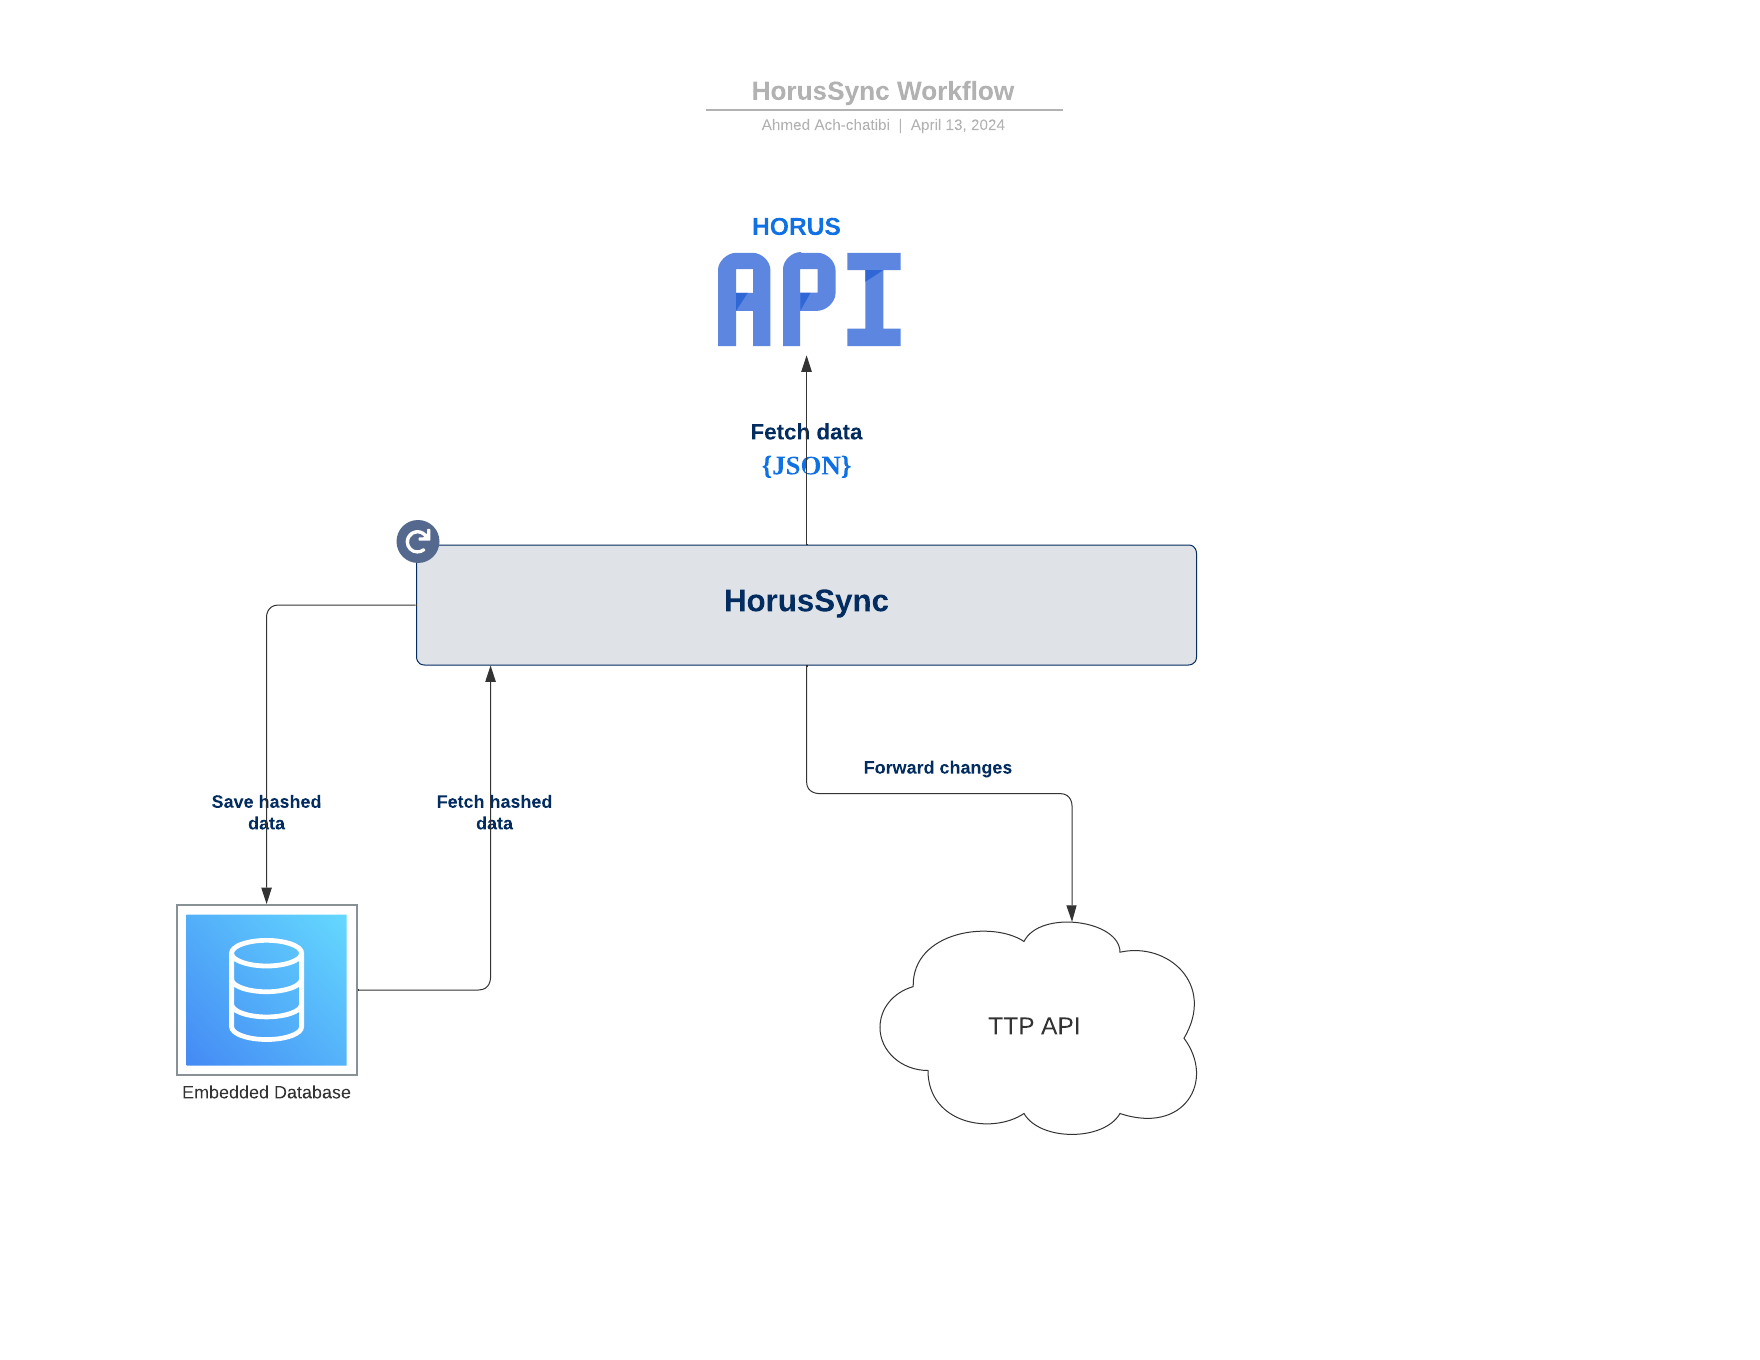 HorusSync Workflow
Ahmed Ach-chatibi | April 13, 2024
HORUS
API
Fetch data
{JSON}
HorusSync
Forward changes
Save hashed
data
Fetch hashed
data
TTP API
Embedded Database